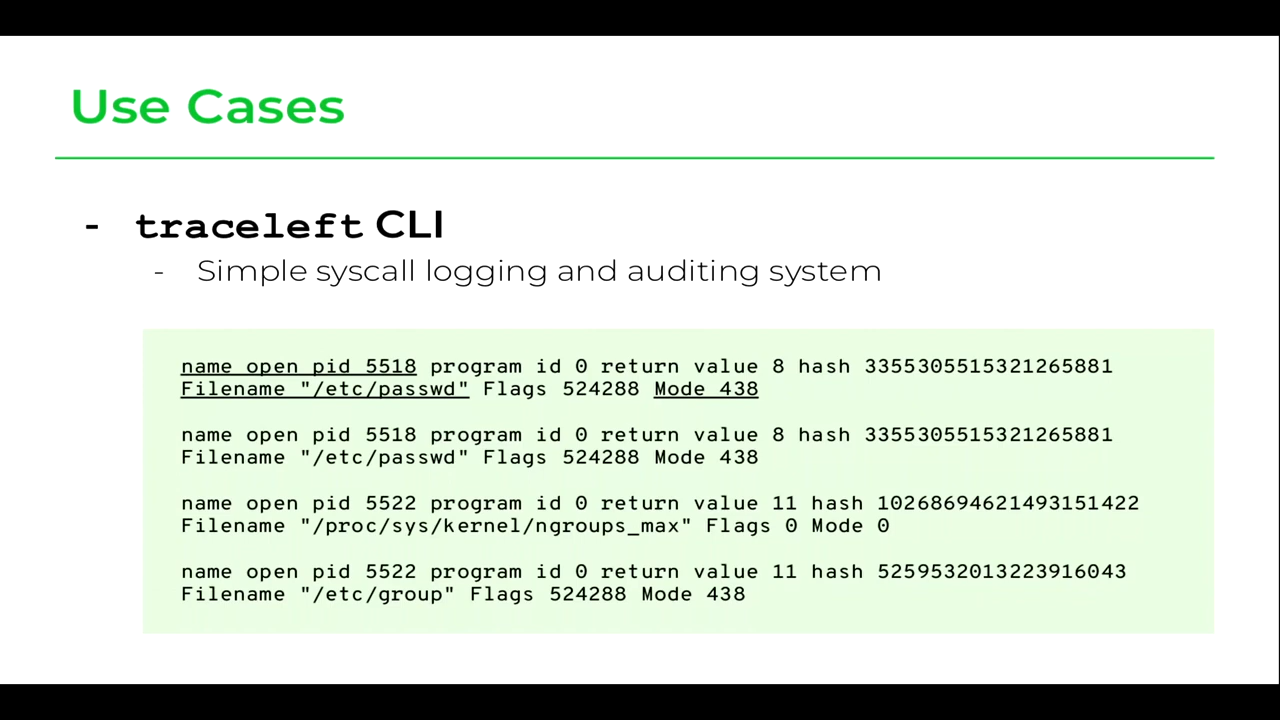 Use Cases
- traceleft CLI
- Simple syscall logging and auditing system
name open pid 5518 program id 0 return value 8 hash 3355305515321265881
Filename "/etc/passwd" Flags 524288 Mode 438
name open pid 5518 program id 0 return value 8 hash 3355305515321265881
Filename "/etc/passwd" Flags 524288 Mode 438
name open pid 5522 program id 0 return value 11 hash 10268694621493151422
Filename "/proc/sys/kernel/ngroups_max" Flags 0 Mode 0
name open pid 5522 program id 0 return value 11 hash 5259532013223916043
Filename "/etc/group" Flags 524288 Mode 438